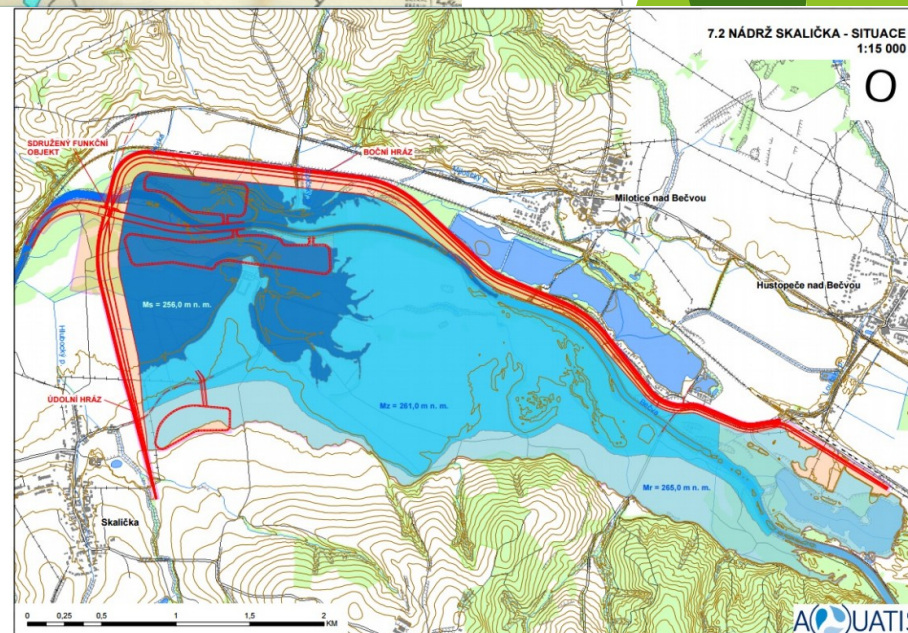 7.2 NÁDRŽ SKALIČKA - SITUACE
1:15 000
O
SDRUŽENÝ FUNKČNÍ
OBJEKT
BOČNÍ HRÁZ
Milotice nad Bečvou
Hustopeče nad Bečvou
Ms = 256,0 m n. m.
ÚDOLNÍ HRÁZ
Mz = 261,0 m n. m.
Bečva
Mr = 265,0 m n. m.
Skalička
0 0,25 0,5 1 1,5 2
KM
AQUATIS